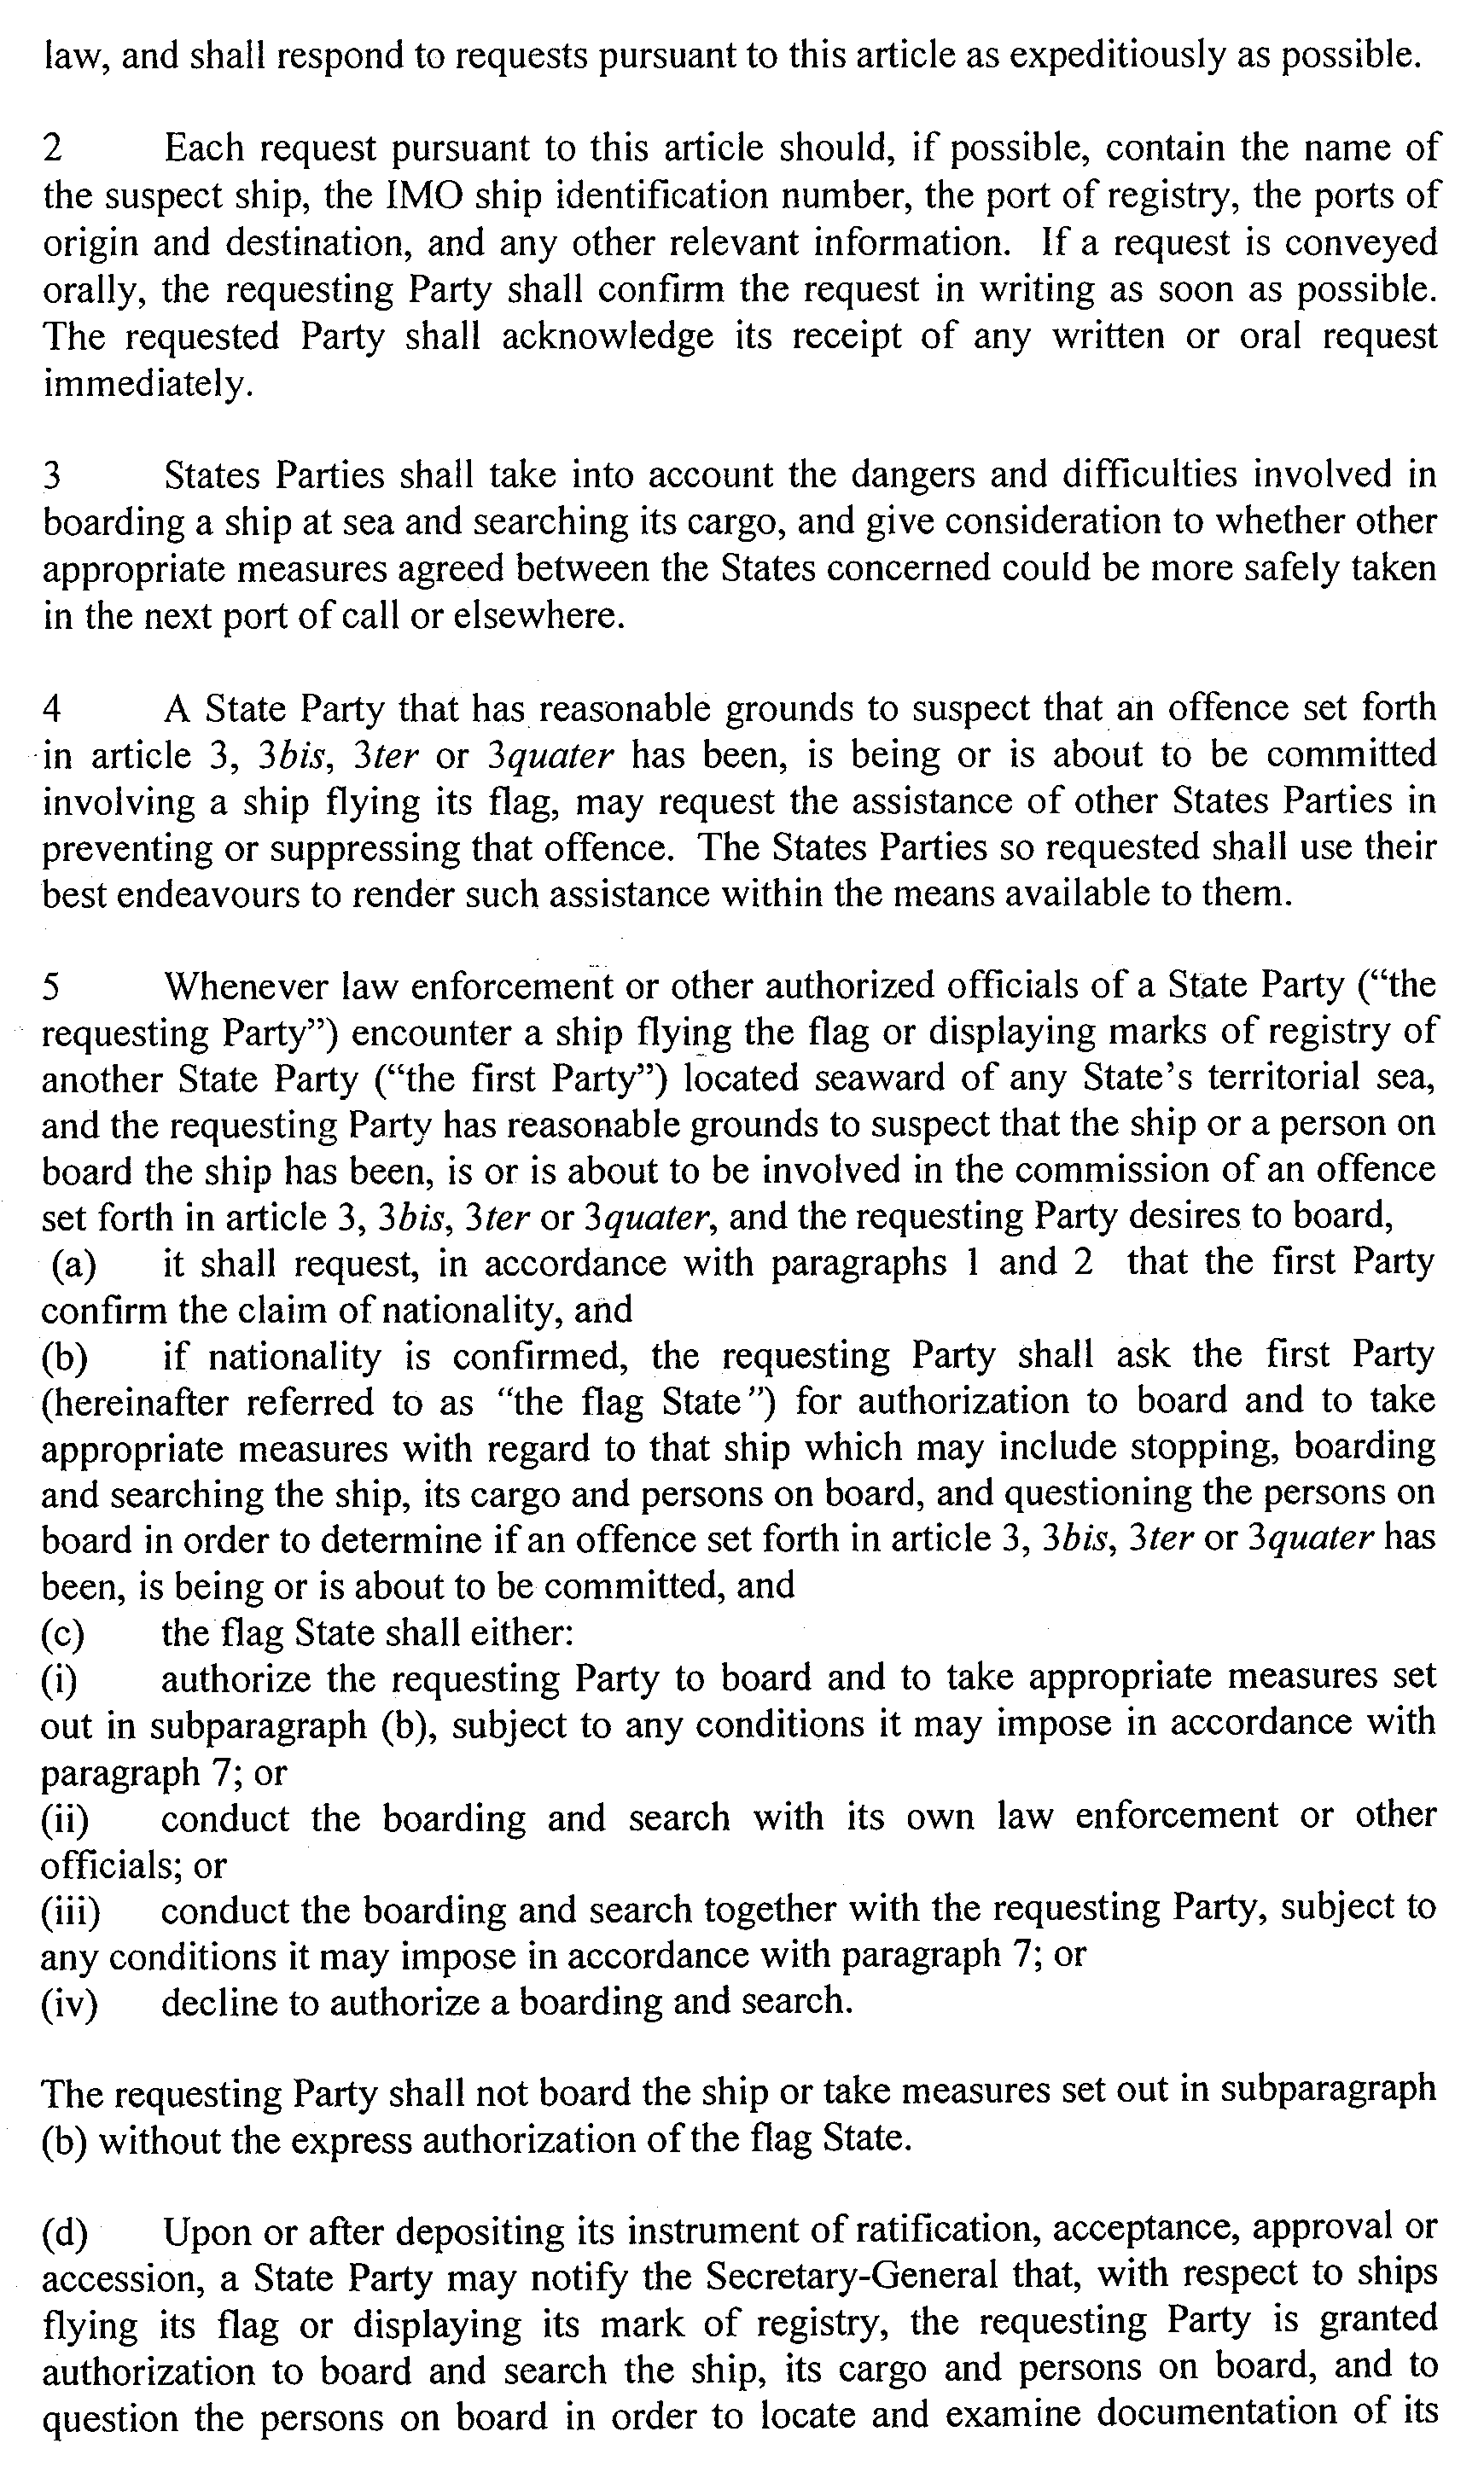 law, and shall respond to requests pursuant to this article as expeditiously as possible.
2 Each request pursuant to this article should, if possible, contain the name of
the suspect ship, the IMO ship identification number, the port of registry, the ports of
origin and destination, and any other relevant information. If a request is conveyed
orally, the requesting Party shall confirm the request in writing as soon as possible.
The requested Party shall acknowledge its receipt of any written or oral request
immediately.
3 States Parties shall take into account the dangers and difficulties involved in
boarding a ship at sea and searching its cargo, and give consideration to whether other
appropriate measures agreed between the States concerned could be more safely taken
in the next port of call or elsewhere.
4 A State Party that has reasonable grounds to suspect that an offence set forth
in article 3, 3bis, 3ter or 3quater has been, is being or is about to be committed
involving a ship flying its flag, may request the assistance of other States Parties in
preventing or suppressing that offence. The States Parties so requested shall use their
best endeavours to render such assistance within the means available to them.
5 Whenever law enforcement or other authorized officials of a State Party (“the
requesting Party”) encounter a ship flying the flag or displaying marks of registry of
another State Party (“the first Party”) located seaward of any State’s territorial sea,
and the requesting Party has reasonable grounds to suspect that the ship or a person on
board the ship has been, is or is about to be involved in the commission of an offence
set forth in article 3, 3bis, 3ter or 3quater, and the requesting Party desires to board,
(a) it shall request, in accordance with paragraphs 1 and 2 that the first Party
confirm the claim of nationality, and
(b) if nationality is confirmed, the requesting Party shall ask the first Party
(hereinafter referred to as “the flag State”) for authorization to board and to take
appropriate measures with regard to that ship which may include stopping, boarding
and searching the ship, its cargo and persons on board, and questioning the persons on
board in order to determine if an offence set forth in article 3, 3bis, 3ter or 3quater has
been, is being or is about to be committed, and
(c) the flag State shall either:
(i) authorize the requesting Party to board and to take appropriate measures set
out in subparagraph (b), subject to any conditions it may impose in accordance with
paragraph 7; or
(ii) conduct the boarding and search with its own law enforcement or other
officials; or
(iii) conduct the boarding and search together with the requesting Party, subject to
any conditions it may impose in accordance with paragraph 7; or
(iv) decline to authorize a boarding and search.
The requesting Party shall not board the ship or take measures set out in subparagraph
(b) without the express authorization of the flag State.
(d) Upon or after depositing its instrument of ratification, acceptance, approval or
accession, a State Party may notify the Secretary-General that, with respect to ships
flying its flag or displaying its mark of registry, the requesting Party is granted
authorization to board and search the ship, its cargo and persons on board, and to
question the persons on board in order to locate and examine documentation of its